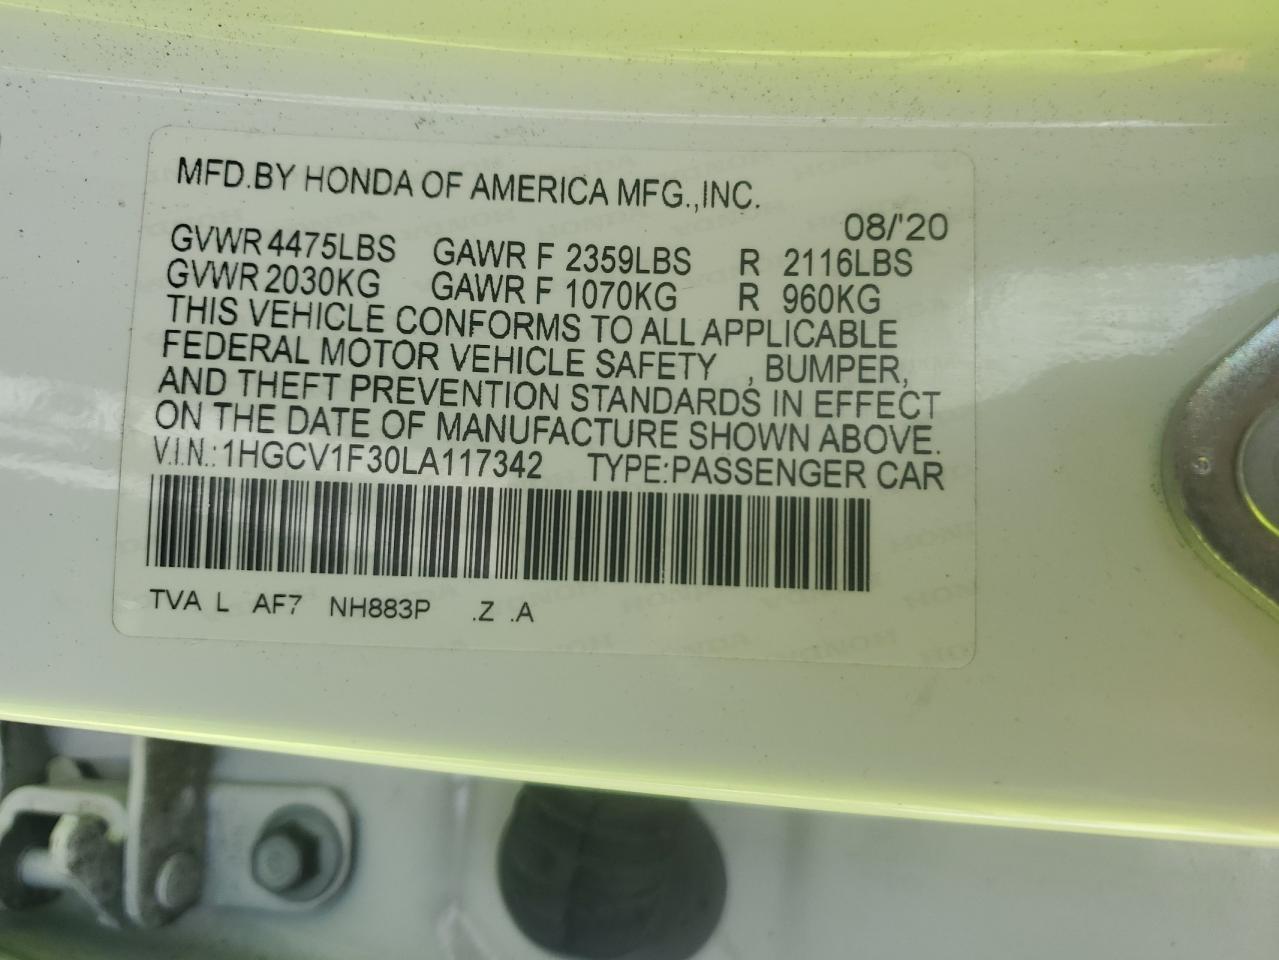 MFD.BY HONDA OF AMERICA MFG.,INC.
08/'20
GVWR 4475LBS GAWR F 2359LBS R 2116LBS
GVWR 2030KG GAWR F 1070KG R 960KG
THIS VEHICLE CONFORMS TO ALL APPLICABLE
FEDERAL MOTOR VEHICLE SAFETY , BUMPER,
AND THEFT PREVENTION STANDARDS IN EFFECT
ON THE DATE OF MANUFACTURE SHOWN ABOVE.
V.I.N.:1HGCV1F30LA117342 TYPE:PASSENGER CAR
TVA L AF7 NH883P .Z .A